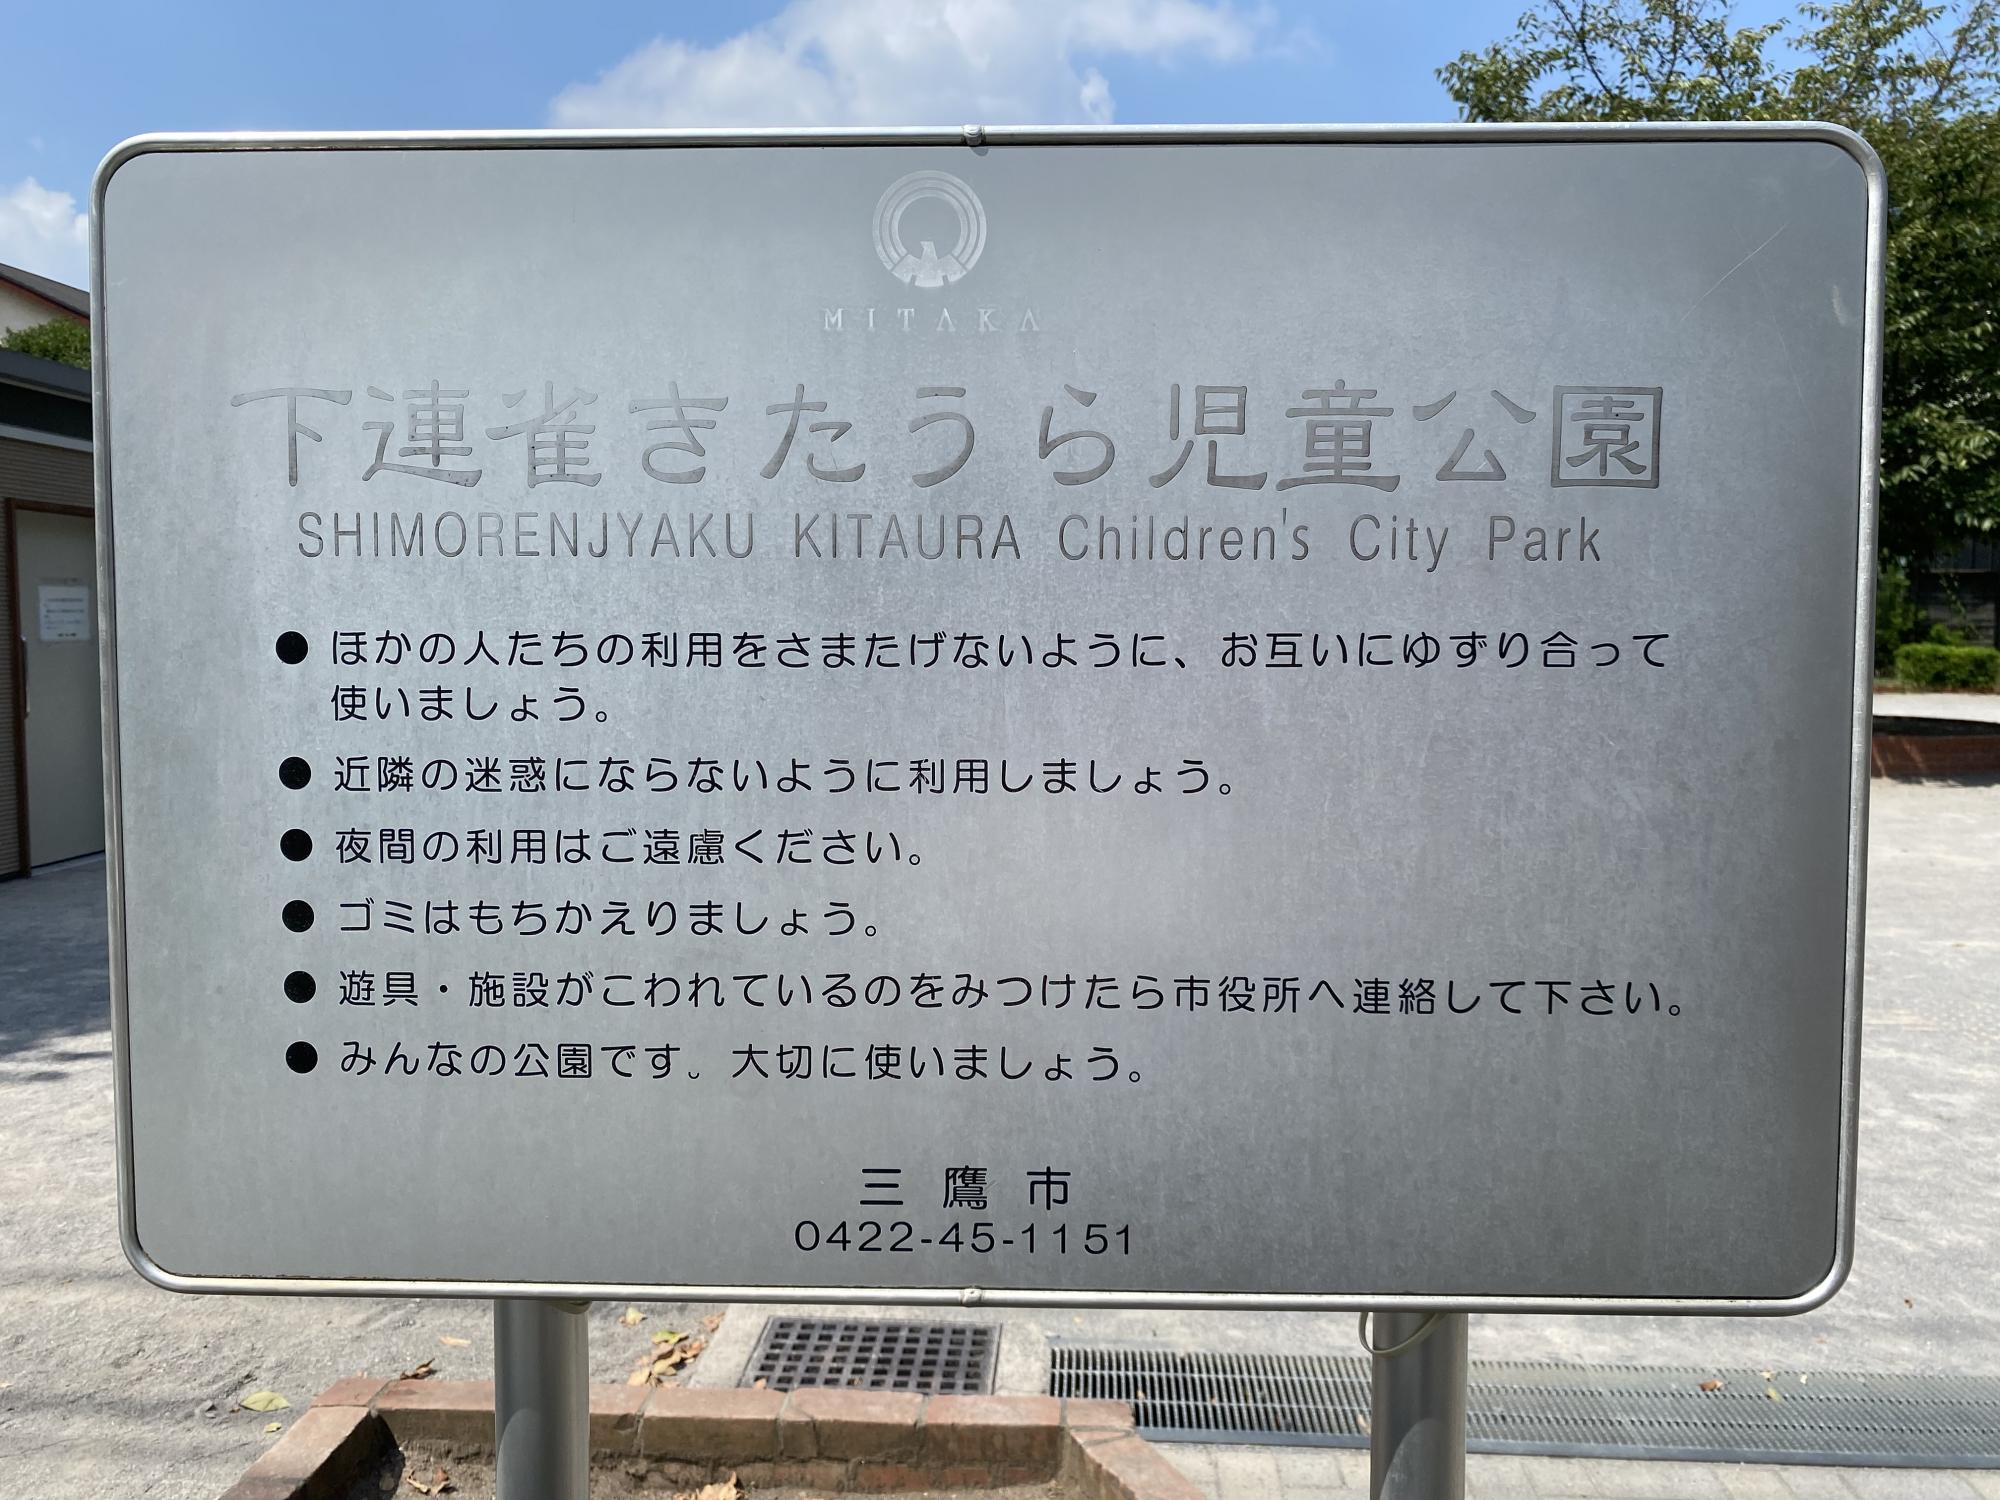 MITAKA
下連雀きたうら児童公園
SHIMORENJYAKU KITAURA Children's City Park
● ほかの人たちの利用をさまたげないように、お互いにゆずり合って
使いましょう。
● 近隣の迷惑にならないように利用しましょう。
● 夜間の利用はご遠慮ください。
● ゴミはもちかえりましょう。
● 遊具・施設がこわれているのをみつけたら市役所へ連絡して下さい。
● みんなの公園です。大切に使いましょう。
三鷹市
0422-45-1151